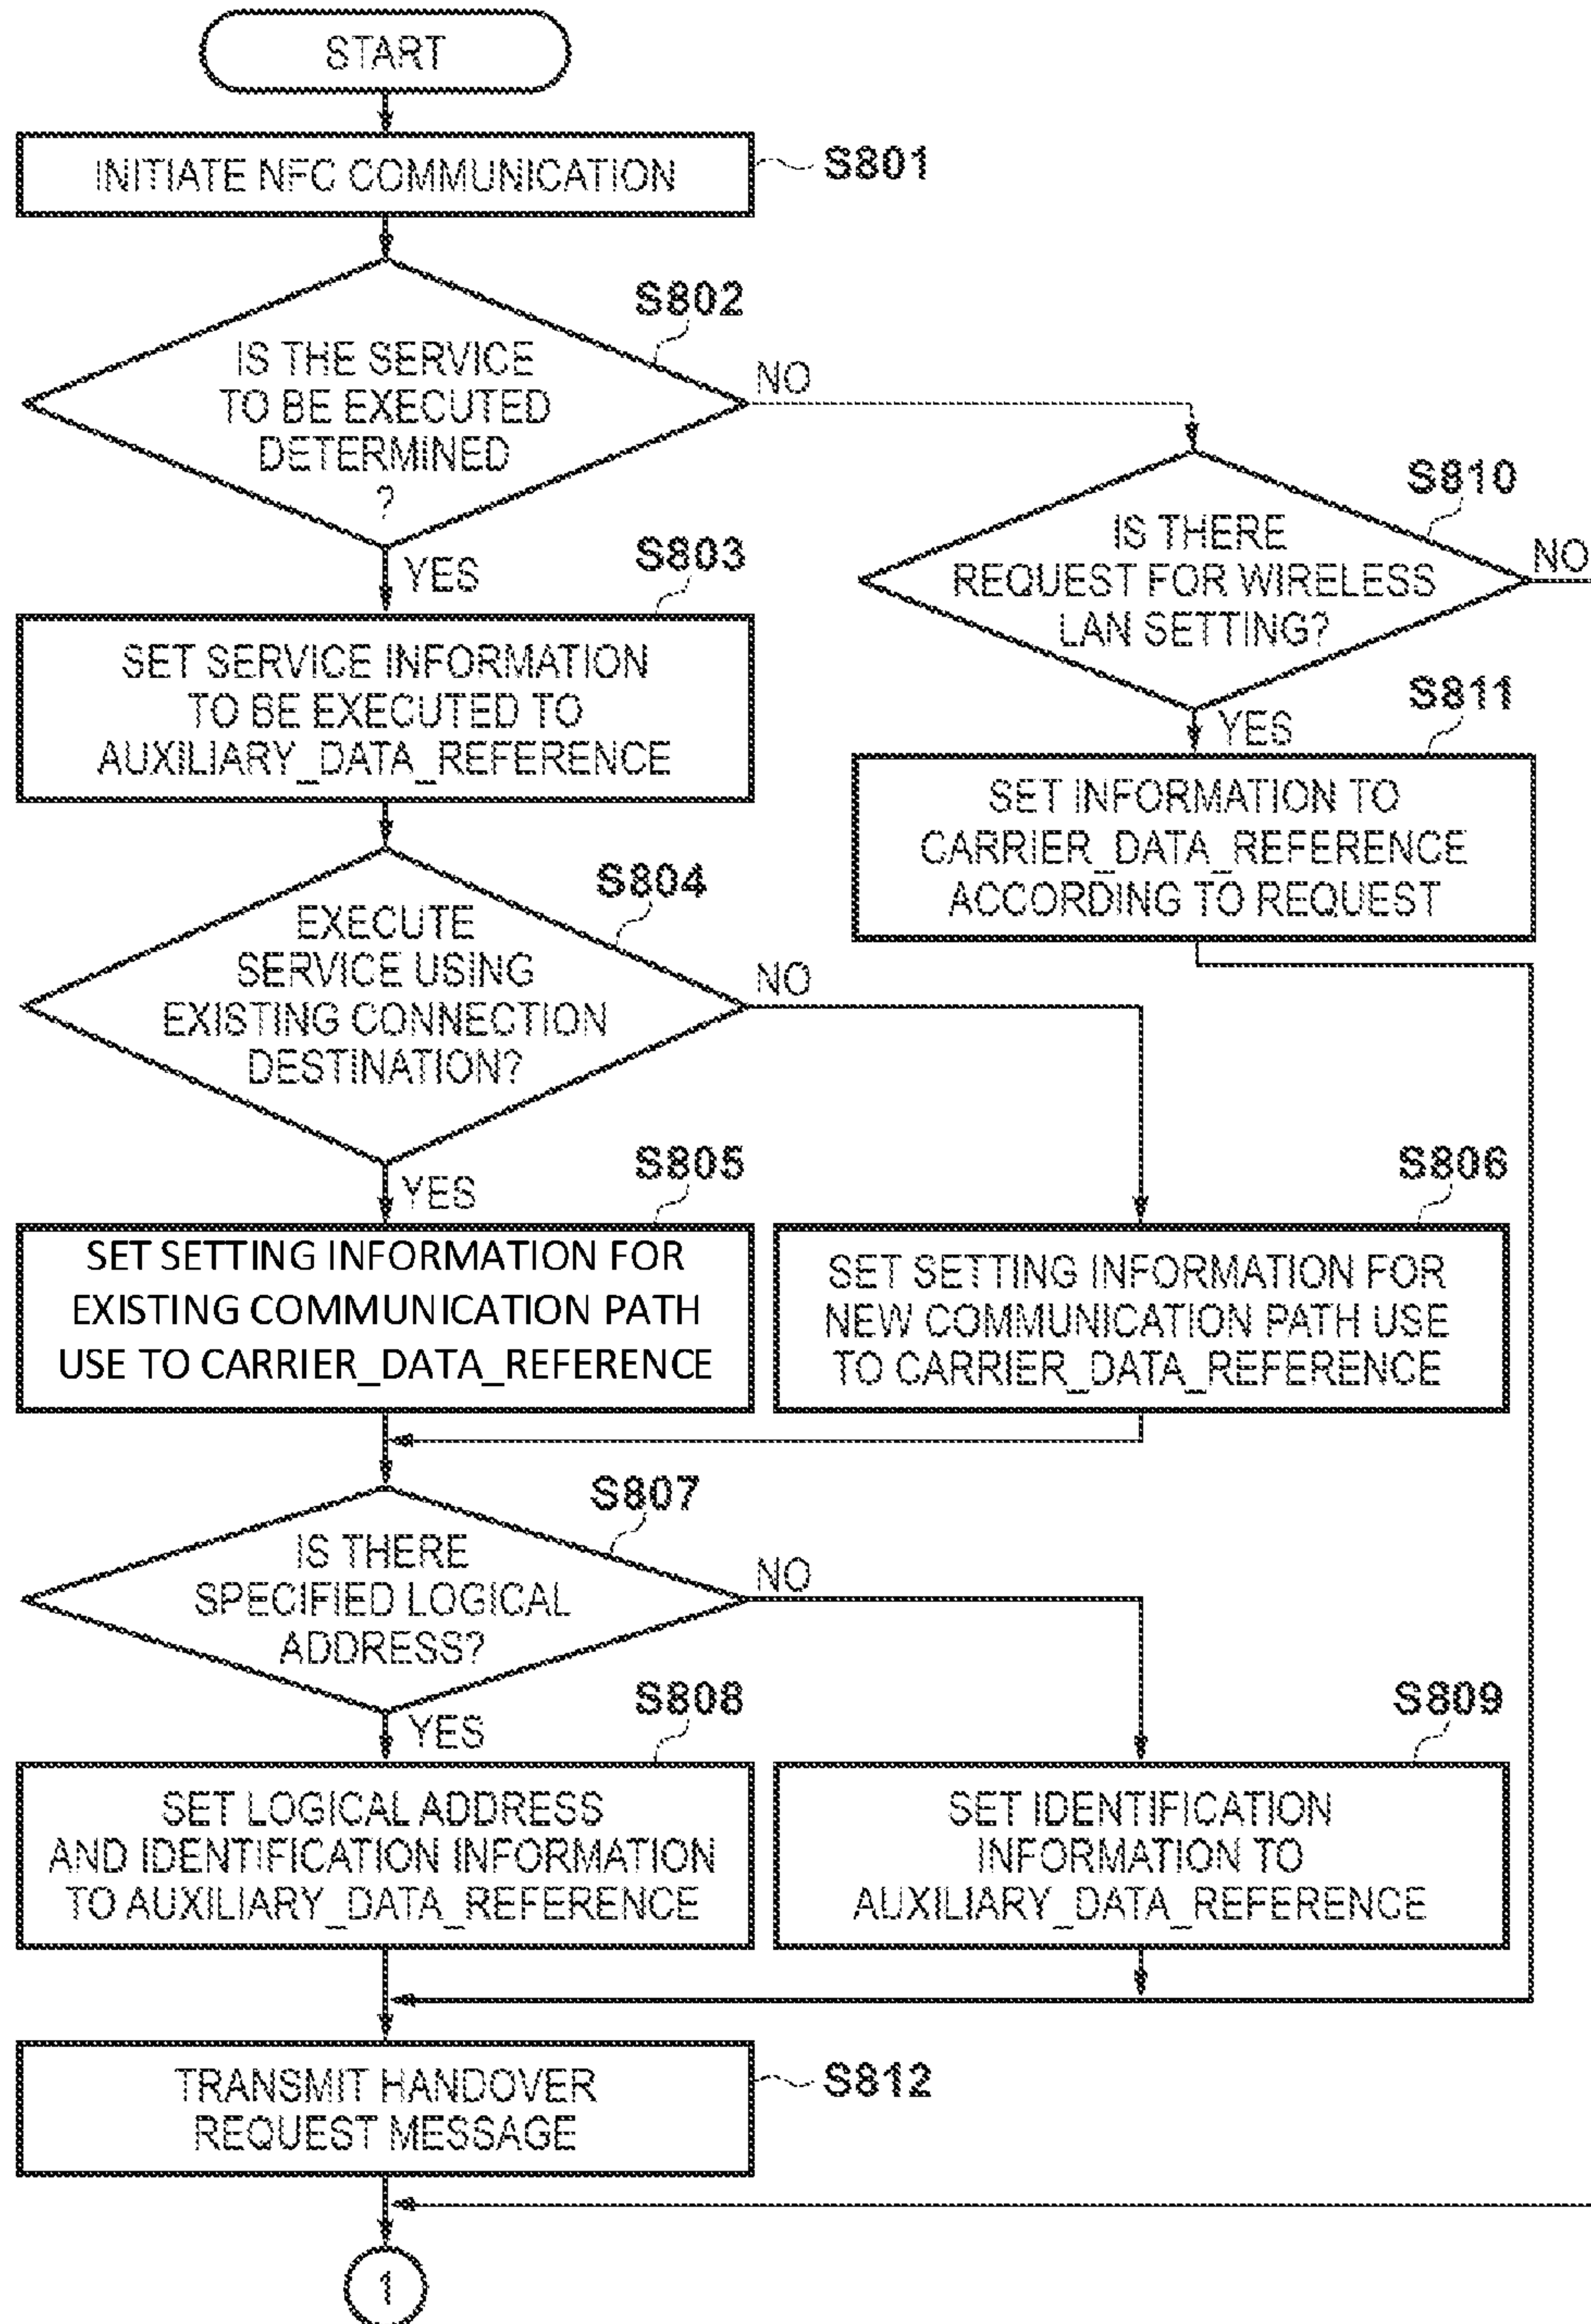 START
INITIATE NFC COMMUNICATION
S801
S802
IS THE SERVICE
TO BE EXECUTED
DETERMINED
?
NO
YES
S810
IS THERE
REQUEST FOR WIRELESS
LAN SETTING?
NO
YES
S803
SET SERVICE INFORMATION
TO BE EXECUTED TO
AUXILIARY_DATA_REFERENCE
S811
SET INFORMATION TO
CARRIER_DATA_REFERENCE
ACCORDING TO REQUEST
S804
EXECUTE
SERVICE USING
EXISTING CONNECTION
DESTINATION?
NO
YES
S805
SET SETTING INFORMATION FOR
EXISTING COMMUNICATION PATH
USE TO CARRIER_DATA_REFERENCE
S806
SET SETTING INFORMATION FOR
NEW COMMUNICATION PATH USE
TO CARRIER_DATA_REFERENCE
S807
IS THERE
SPECIFIED LOGICAL
ADDRESS?
NO
YES
S808
SET LOGICAL ADDRESS
AND IDENTIFICATION INFORMATION
TO AUXILIARY_DATA_REFERENCE
S809
SET IDENTIFICATION
INFORMATION TO
AUXILIARY_DATA_REFERENCE
TRANSMIT HANDOVER
REQUEST MESSAGE
S812
1